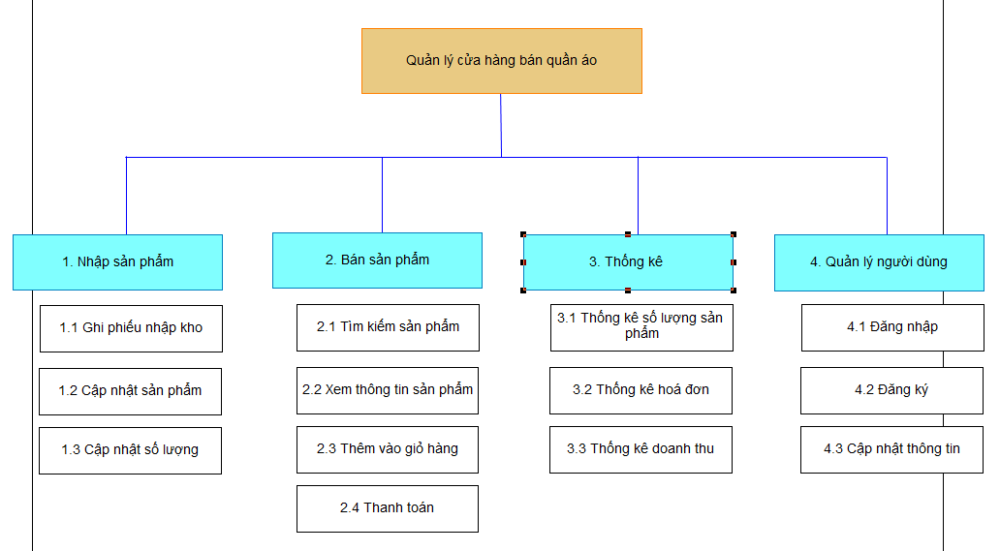 Quản lý cửa hàng bán quần áo
1. Nhập sản phẩm
1.1 Ghi phiếu nhập kho
1.2 Cập nhật sản phẩm
1.3 Cập nhật số lượng
2. Bán sản phẩm
2.1 Tìm kiếm sản phẩm
2.2 Xem thông tin sản phẩm
2.3 Thêm vào giỏ hàng
2.4 Thanh toán
3. Thống kê
3.1 Thống kê số lượng sản
phẩm
3.2 Thống kê hoá đơn
3.3 Thống kê doanh thu
4. Quản lý người dùng
4.1 Đăng nhập
4.2 Đăng ký
4.3 Cập nhật thông tin